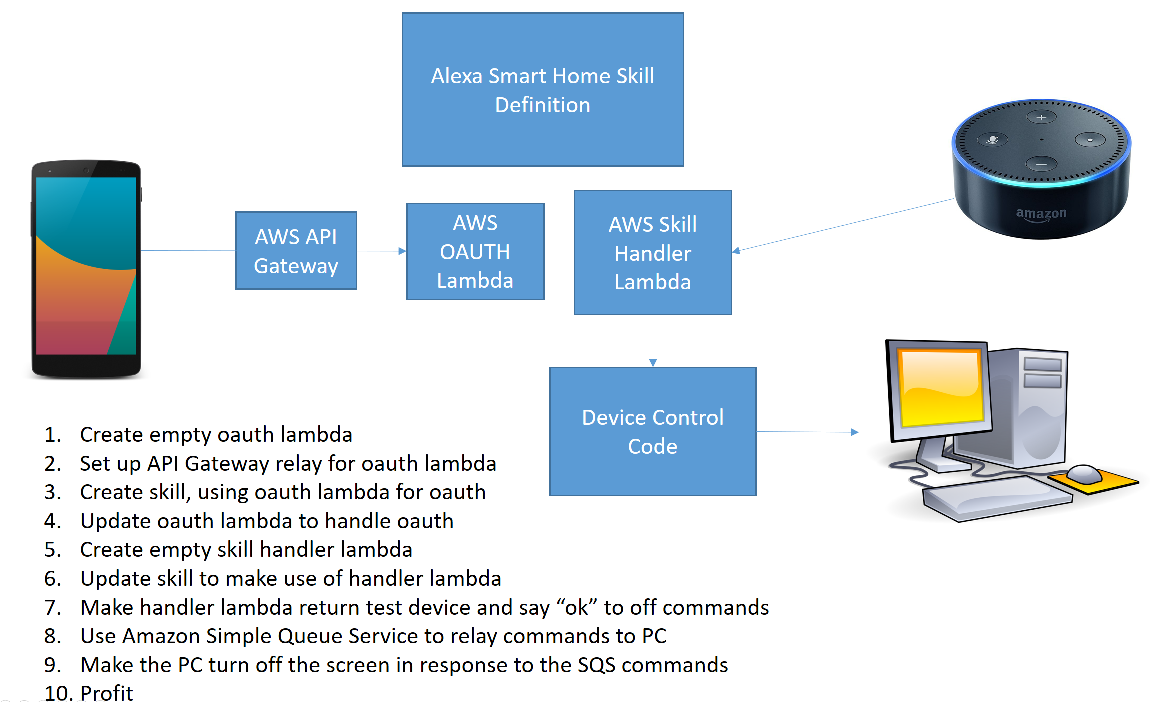 Alexa Smart Home Skill
Definition
AWS API
Gateway
AWS
OAUTH
Lambda
AWS Skill
Handler
Lambda
amazon
Device Control
Code
1. Create empty oauth lambda
2. Set up API Gateway relay for oauth lambda
3. Create skill, using oauth lambda for oauth
4. Update oauth lambda to handle oauth
5. Create empty skill handler lambda
6. Update skill to make use of handler lambda
7. Make handler lambda return test device and say “ok” to off commands
8. Use Amazon Simple Queue Service to relay commands to PC
9. Make the PC turn off the screen in response to the SQS commands
10. Profit